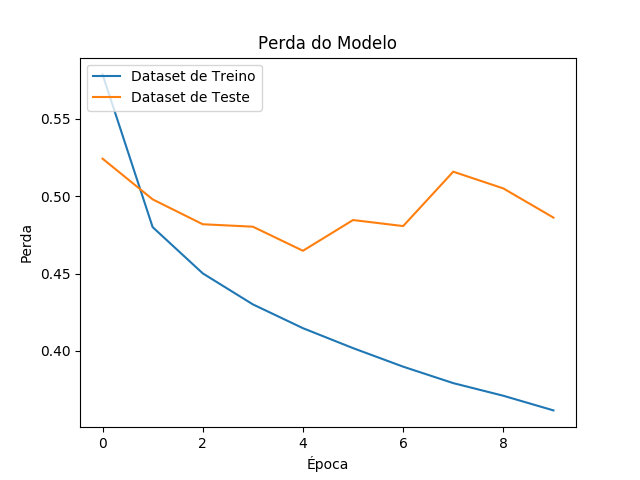 Perda do Modelo
Dataset de Treino
Dataset de Teste
0.55
0.50
0.45
0.40
Perda
0 2 4 6 8
Época